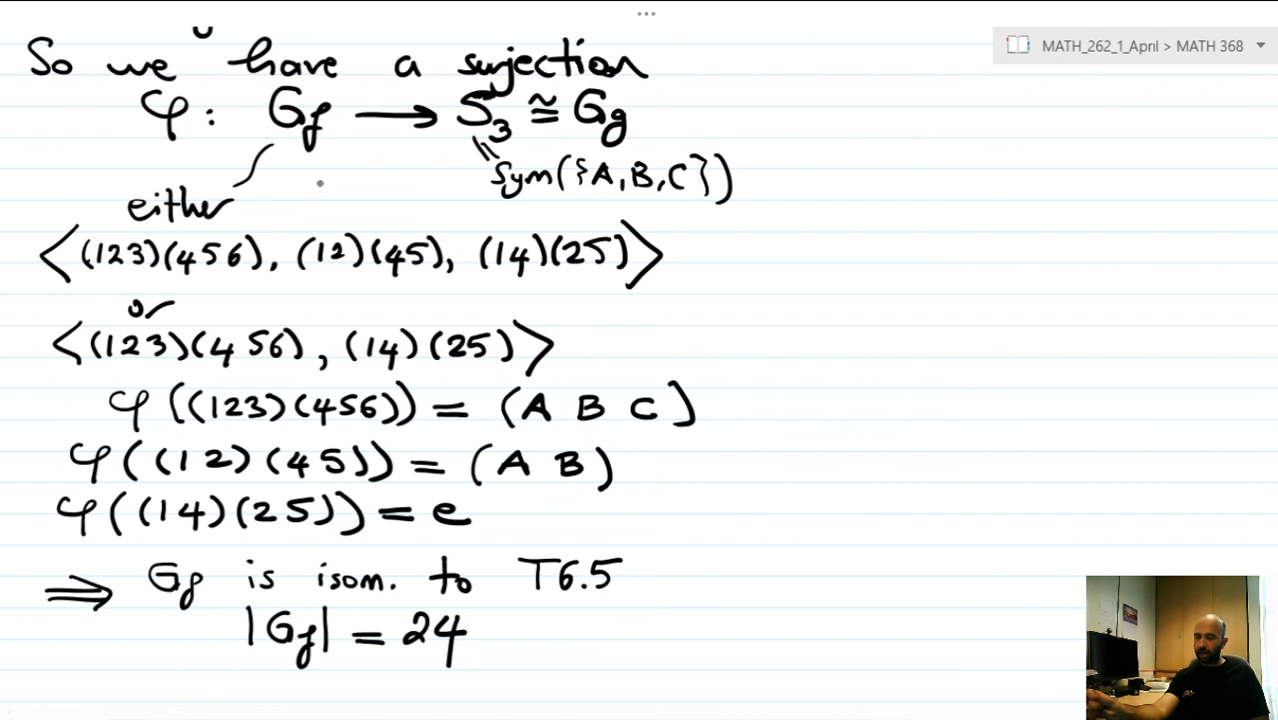 MATH_262_1_April > MATH 368
So we have a surjection
φ : G_f → S_3 ≅ G_g
Sym({A,B,C})
either
⟨(123)(456), (12)(45), (14)(25)⟩
or
⟨(123)(456), (14)(25)⟩
φ((123)(456)) = (A B C)
φ((12)(45)) = (A B)
φ((14)(25)) = e
⇒ G_f is isom. to T6.5
|G_f| = 24